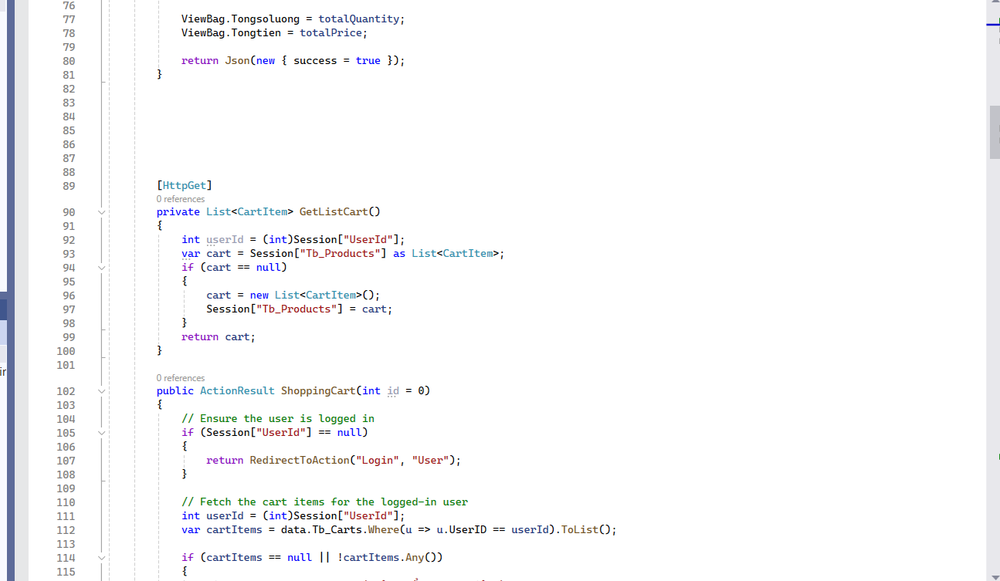 76
77 ViewBag.Tongsoluong = totalQuantity;
78 ViewBag.Tongtien = totalPrice;
79
80 return Json(new { success = true });
81 }
82
83
84
85
86
87
88
89 [HttpGet]
0 references
90 private List<CartItem> GetListCart()
91 {
92 int userId = (int)Session["UserId"];
93 var cart = Session["Tb_Products"] as List<CartItem>;
94 if (cart == null)
95 {
96 cart = new List<CartItem>();
97 Session["Tb_Products"] = cart;
98 }
99 return cart;
100 }
101
0 references
102 public ActionResult ShoppingCart(int id = 0)
103 {
104 // Ensure the user is logged in
105 if (Session["UserId"] == null)
106 {
107 return RedirectToAction("Login", "User");
108 }
109
110 // Fetch the cart items for the logged-in user
111 int userId = (int)Session["UserId"];
112 var cartItems = data.Tb_Carts.Where(u => u.UserID == userId).ToList();
113
114 if (cartItems == null || !cartItems.Any())
115 {